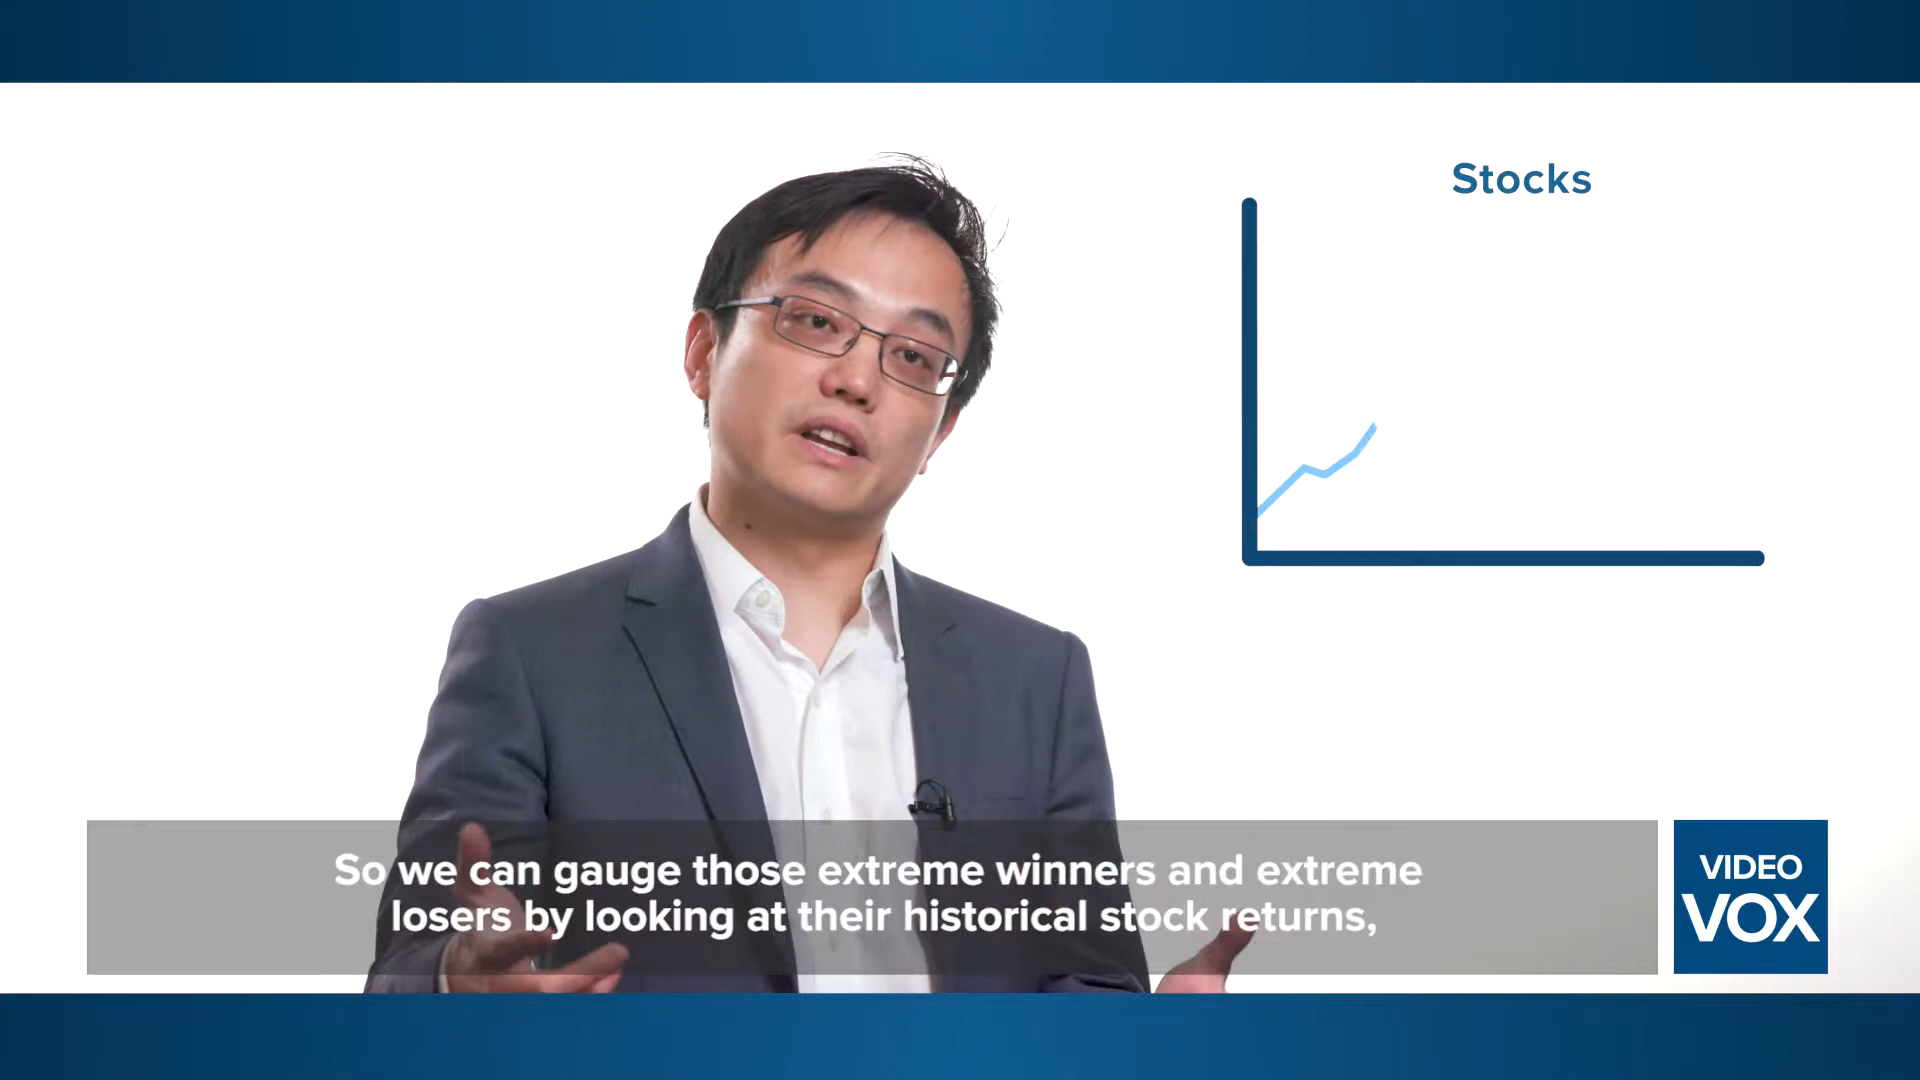 Stocks
So we can gauge those extreme winners and extreme
losers by looking at their historical stock returns,
VIDEO
VOX